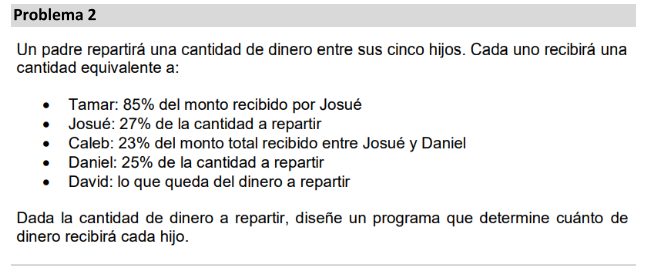 Problema 2
Un padre repartirá una cantidad de dinero entre sus cinco hijos. Cada uno recibirá una
cantidad equivalente a:
• Tamar: 85% del monto recibido por Josué
• Josué: 27% de la cantidad a repartir
• Caleb: 23% del monto total recibido entre Josué y Daniel
• Daniel: 25% de la cantidad a repartir
• David: lo que queda del dinero a repartir
Dada la cantidad de dinero a repartir, diseñe un programa que determine cuánto de
dinero recibirá cada hijo.